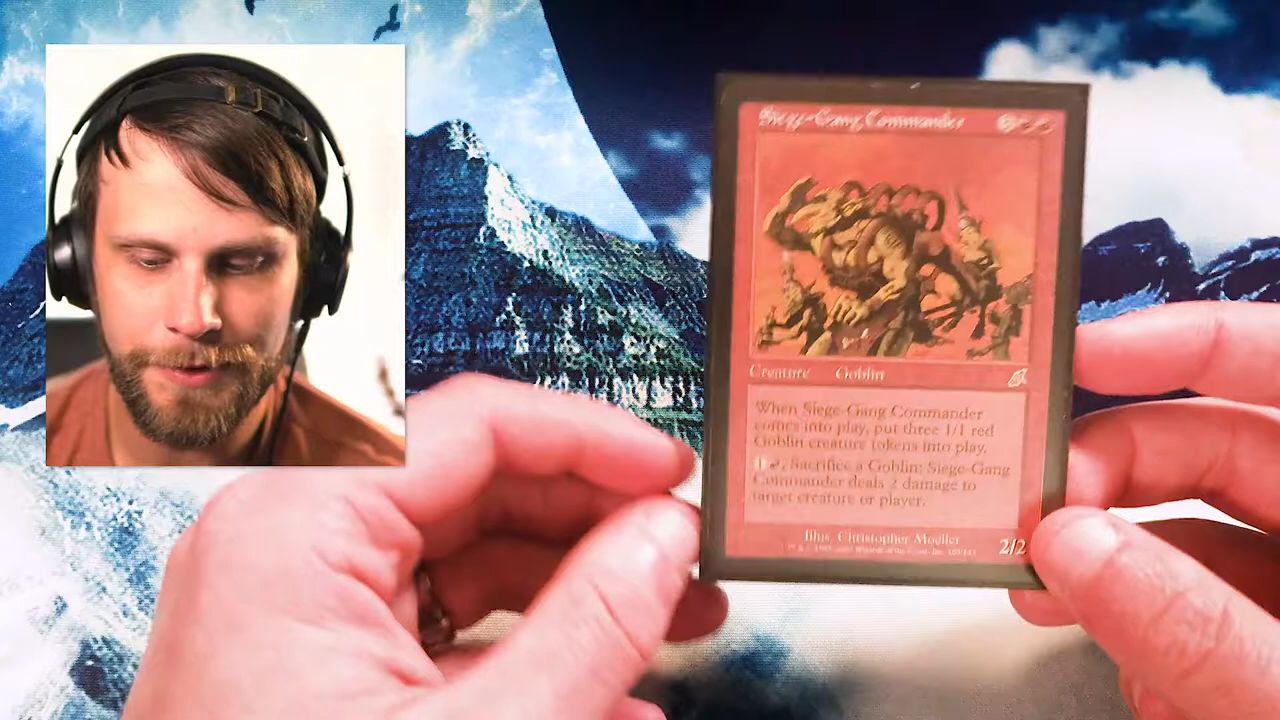 Siege-Gang Commander
Creature Goblin
When Siege-Gang Commander
comes into play, put three 1/1 red
Goblin creature tokens into play.
1 , Sacrifice a Goblin: Siege-Gang
Commander deals 2 damage to
target creature or player.
Illus. Christopher Moeller
2/2